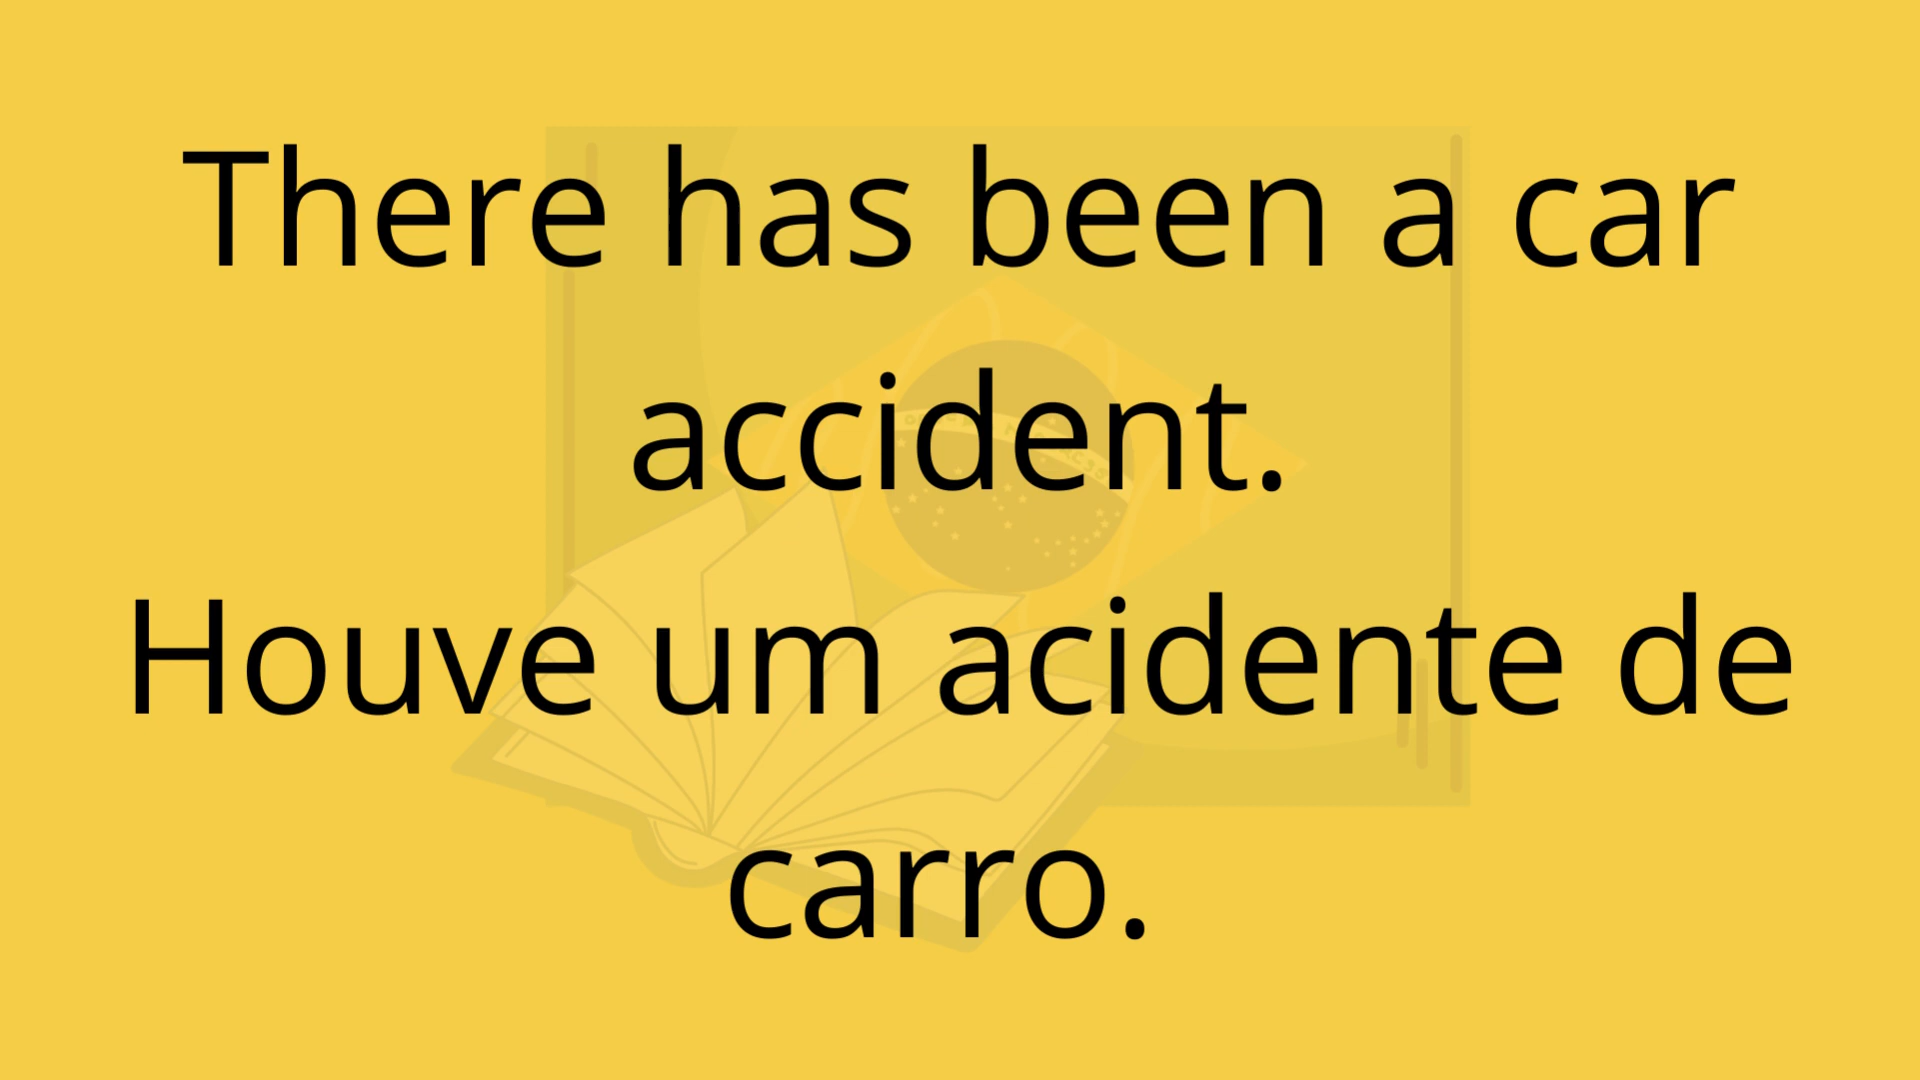 There has been a car
accident.
Houve um acidente de
carro.